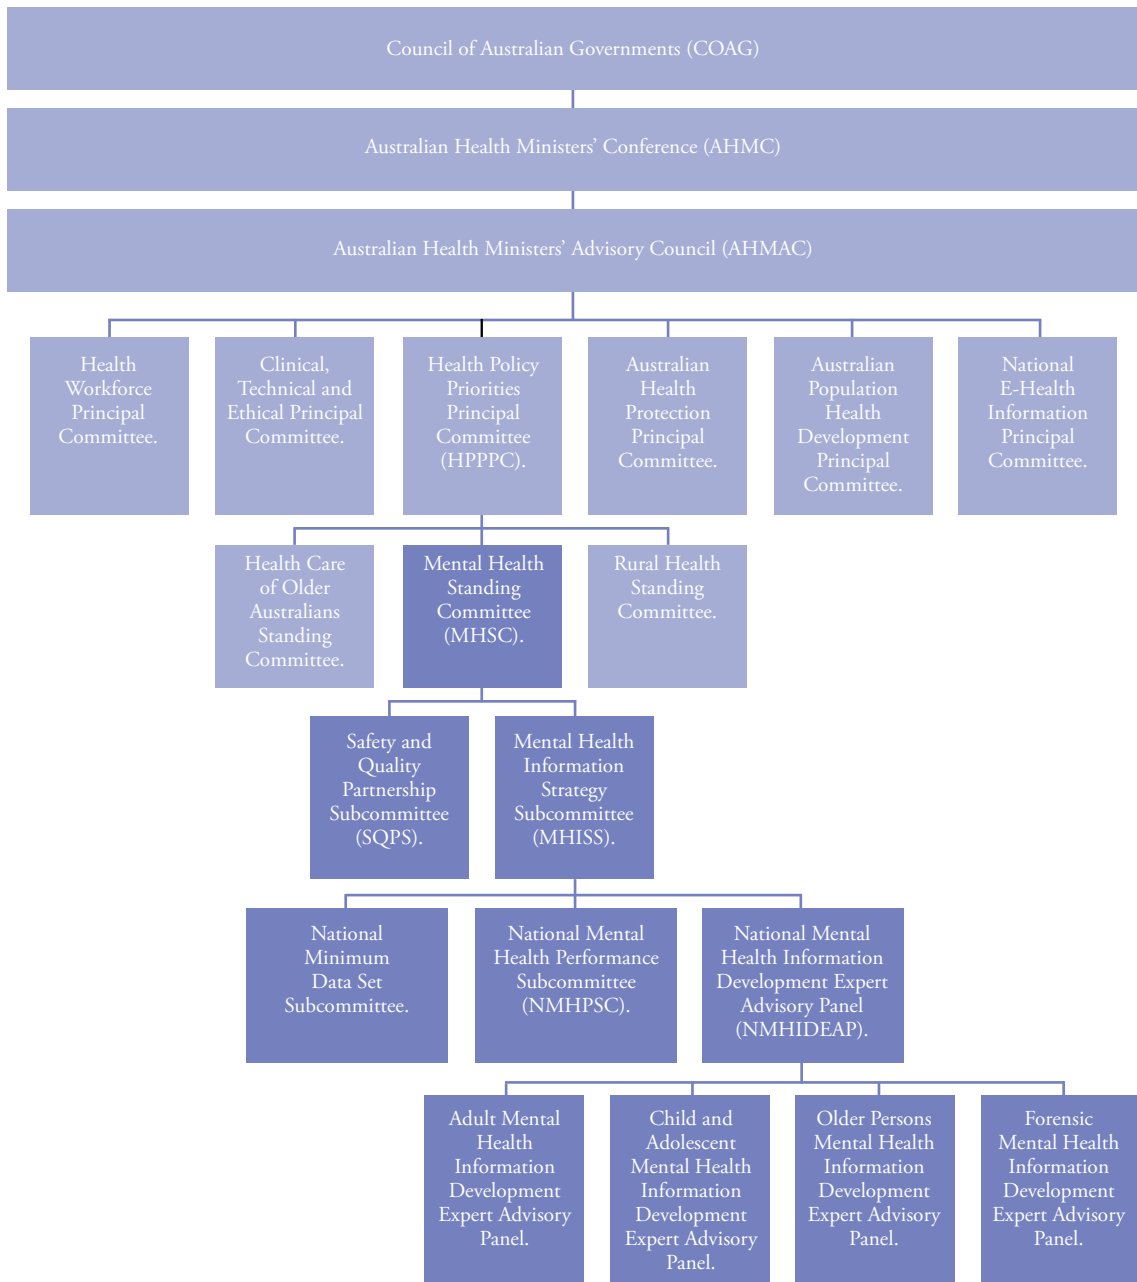 Council of Australian Governments (COAG)
Australian Health Ministers’ Conference (AHMC)
Australian Health Ministers’ Advisory Council (AHMAC)
Health
Workforce
Principal
Committee.
Clinical,
Technical and
Ethical Principal
Committee.
Health Policy
Priorities
Principal
Committee
(HPPPC).
Australian
Health
Protection
Principal
Committee.
Australian
Population
Health
Development
Principal
Committee.
National
E-Health
Information
Principal
Committee.
Health Care
of Older
Australians
Standing
Committee.
Mental Health
Standing
Committee
(MHSC).
Rural Health
Standing
Committee.
Safety and
Quality
Partnership
Subcommittee
(SQPS).
Mental Health
Information
Strategy
Subcommittee
(MHISS).
National
Minimum
Data Set
Subcommittee.
National Mental
Health Performance
Subcommittee
(NMHPSC).
National Mental
Health Information
Development Expert
Advisory Panel
(NMHIDEAP).
Adult Mental
Health
Information
Development
Expert Advisory
Panel.
Child and
Adolescent
Mental Health
Information
Development
Expert Advisory
Panel.
Older Persons
Mental Health
Information
Development
Expert Advisory
Panel.
Forensic
Mental Health
Information
Development
Expert Advisory
Panel.